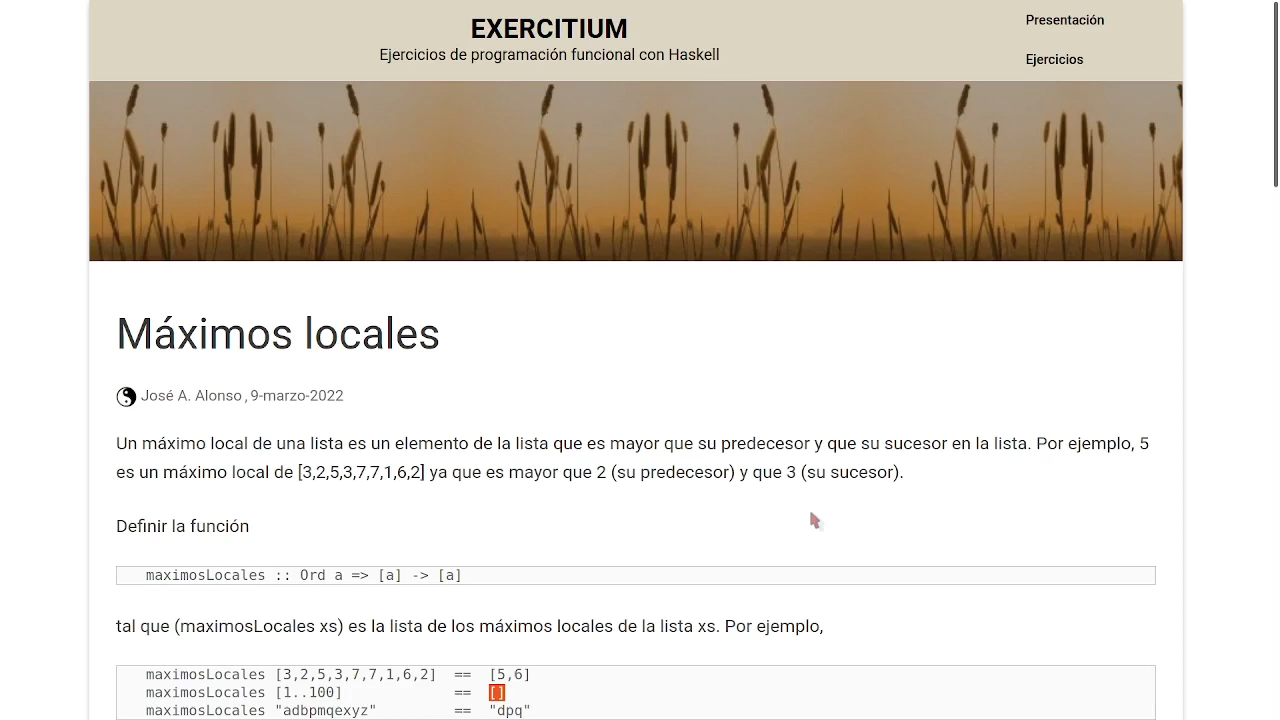 EXERCITIUM
Ejercicios de programación funcional con Haskell
Presentación
Ejercicios
Máximos locales
José A. Alonso , 9-marzo-2022
Un máximo local de una lista es un elemento de la lista que es mayor que su predecesor y que su sucesor en la lista. Por ejemplo, 5
es un máximo local de [3,2,5,3,7,7,1,6,2] ya que es mayor que 2 (su predecesor) y que 3 (su sucesor).
Definir la función
maximosLocales :: Ord a => [a] -> [a]
tal que (maximosLocales xs) es la lista de los máximos locales de la lista xs. Por ejemplo,
maximosLocales [3,2,5,3,7,7,1,6,2] == [5,6]
maximosLocales [1..100] == []
maximosLocales "adbpmqexyz" == "dpq"